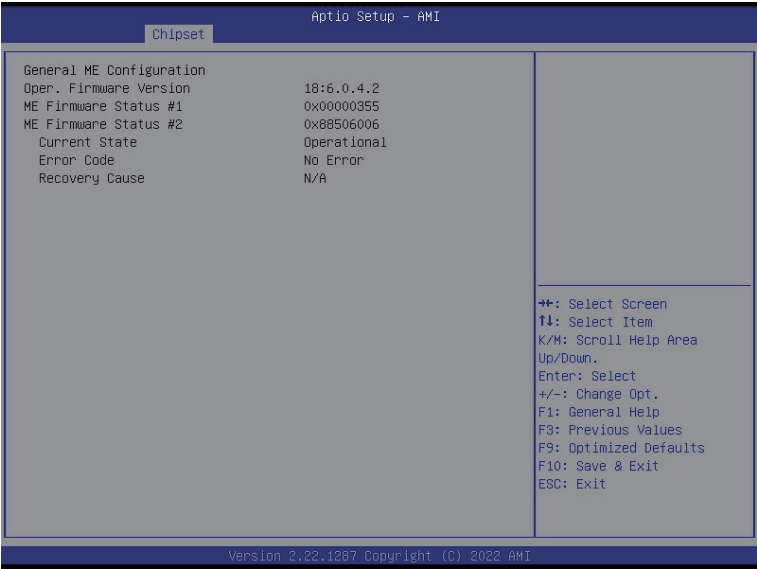 Aptio Setup – AMI
Chipset
General ME Configuration
Oper. Firmware Version 18:6.0.4.2
ME Firmware Status #1 0x00000355
ME Firmware Status #2 0x88506006
Current State Operational
Error Code No Error
Recovery Cause N/A
→←: Select Screen
↑↓: Select Item
K/M: Scroll Help Area
Up/Down.
Enter: Select
+/-: Change Opt.
F1: General Help
F3: Previous Values
F9: Optimized Defaults
F10: Save & Exit
ESC: Exit
Version 2.22.1287 Copyright (C) 2022 AMI